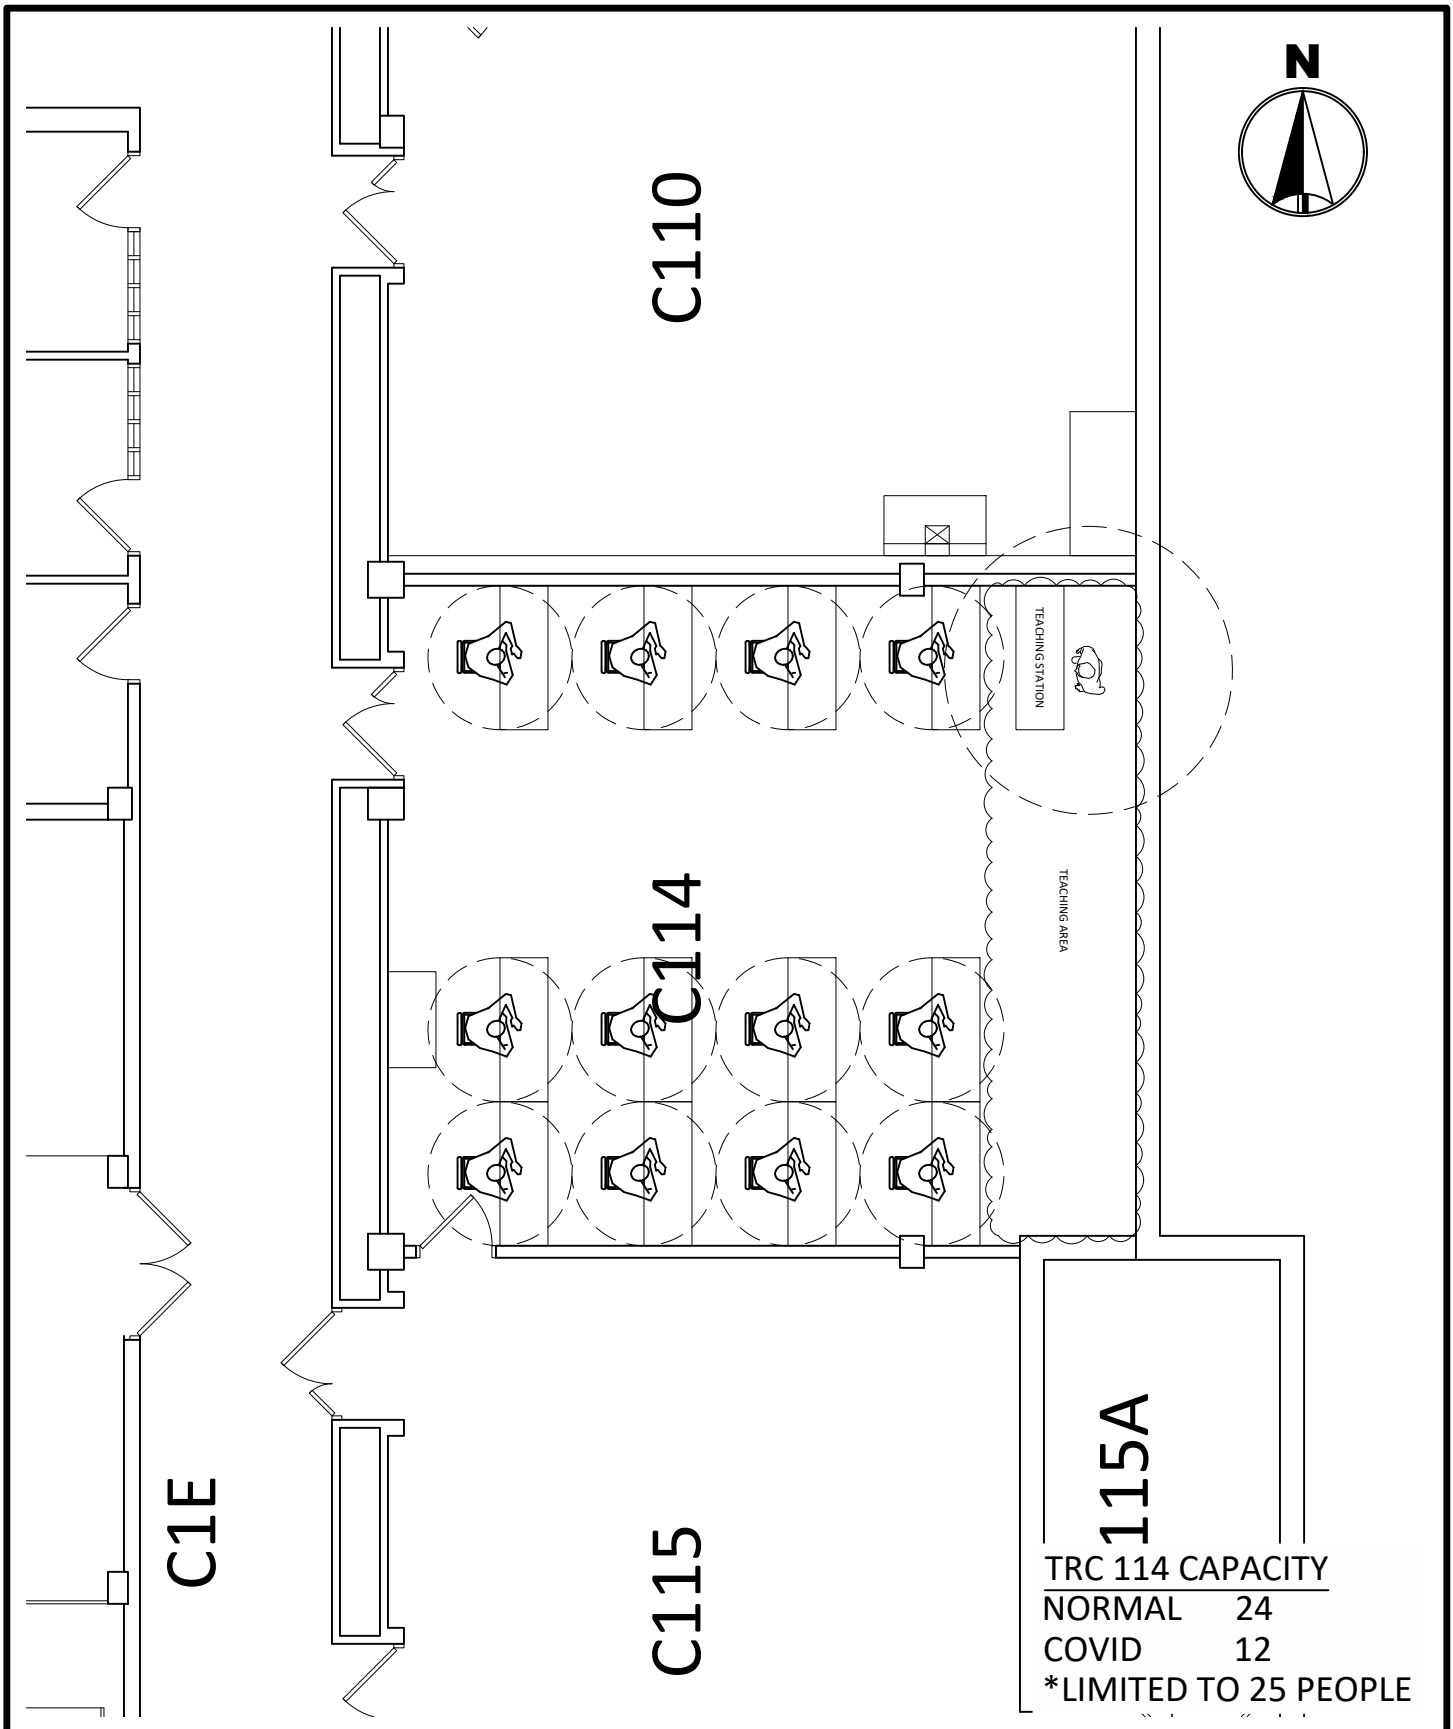 N
C110
TEACHING STATION
C114
TEACHING AREA
C1E
C115
115A
TRC 114 CAPACITY
NORMAL 24
COVID 12
*LIMITED TO 25 PEOPLE